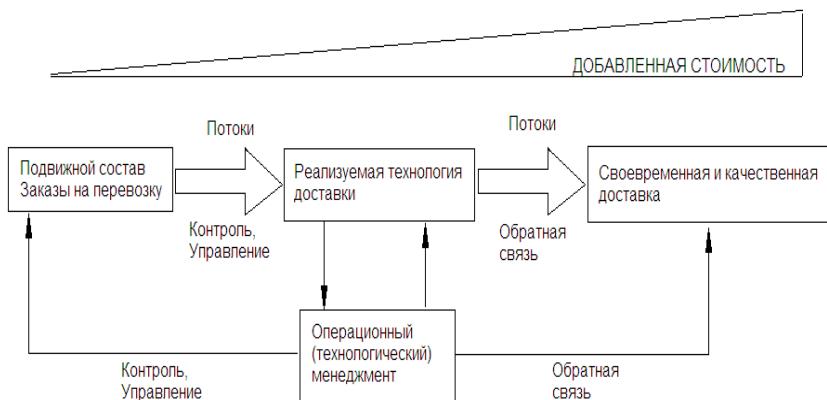 ДОБАВЛЕННАЯ СТОИМОСТЬ
Потоки
Потоки
Подвижной состав
Заказы на перевозку
Реализуемая технология
доставки
Своевременная и качественная
доставка
Контроль,
Управление
Обратная
связь
Операционный
(технологический)
менеджмент
Контроль,
Управление
Обратная
связь